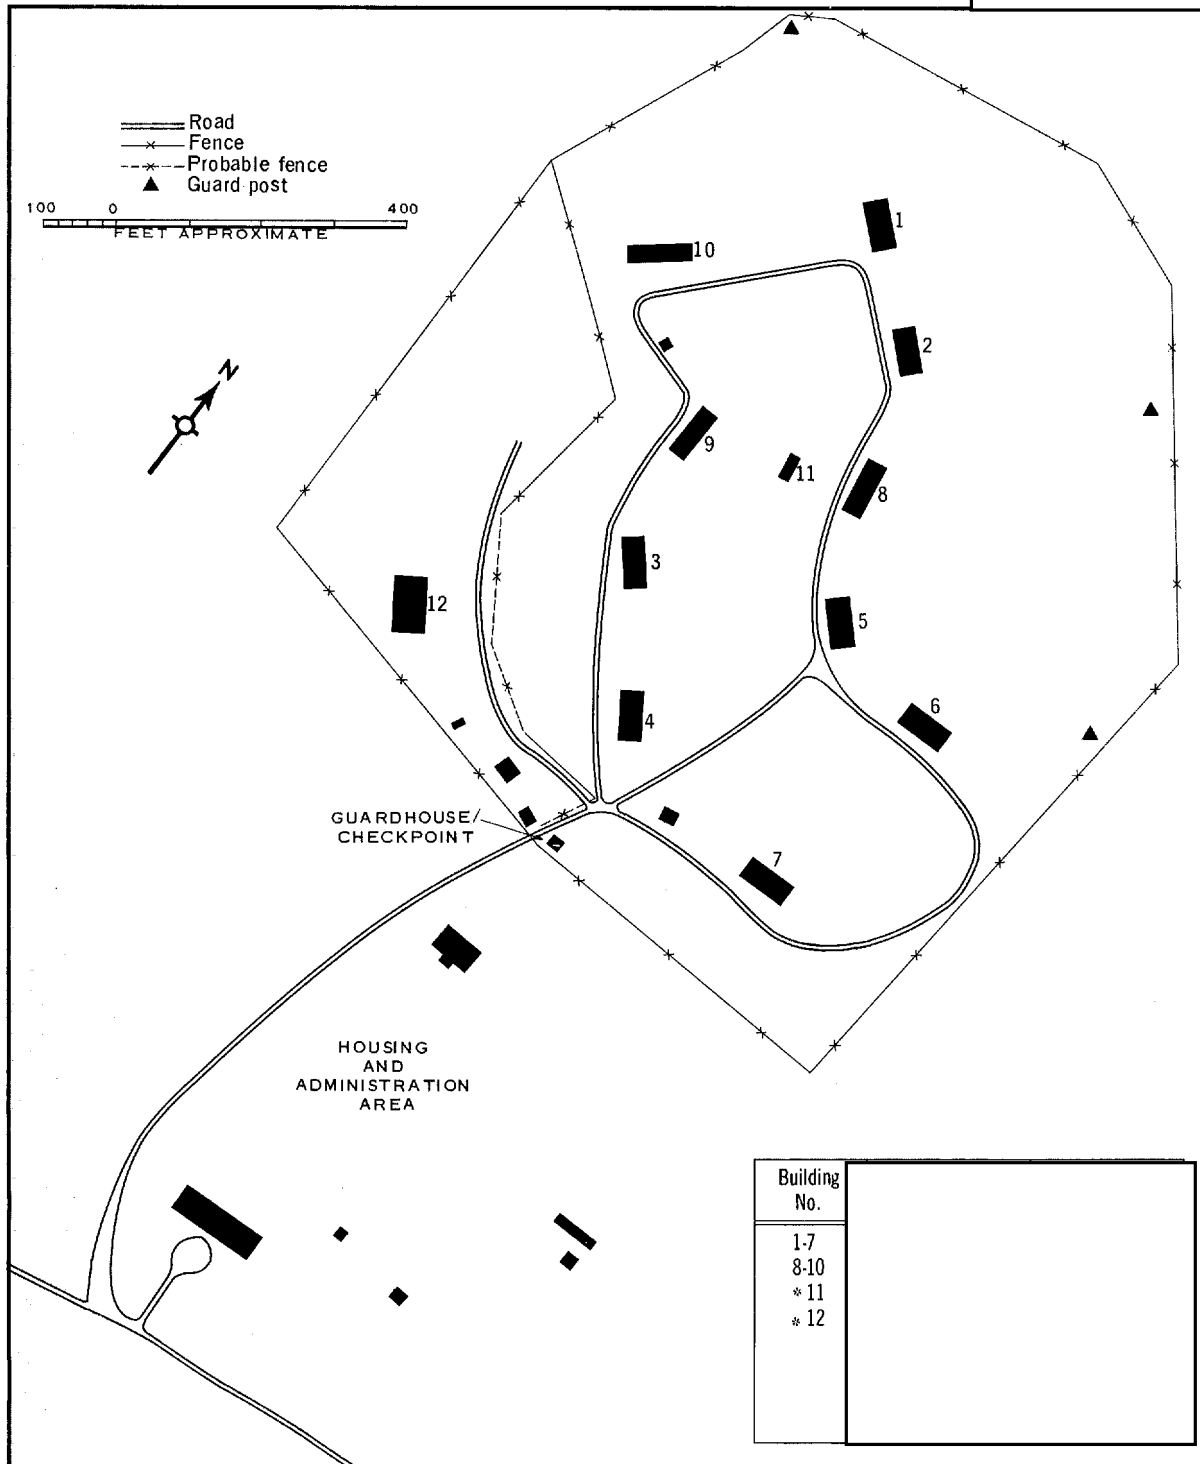 Road
Fence
Probable fence
Guard post
100 0 400
FEET APPROXIMATE
N
1
10
2
9
11
8
3
12
5
4
6
GUARDHOUSE/
CHECKPOINT
7
HOUSING
AND
ADMINISTRATION
AREA
Building
No.
1-7
8-10
* 11
* 12